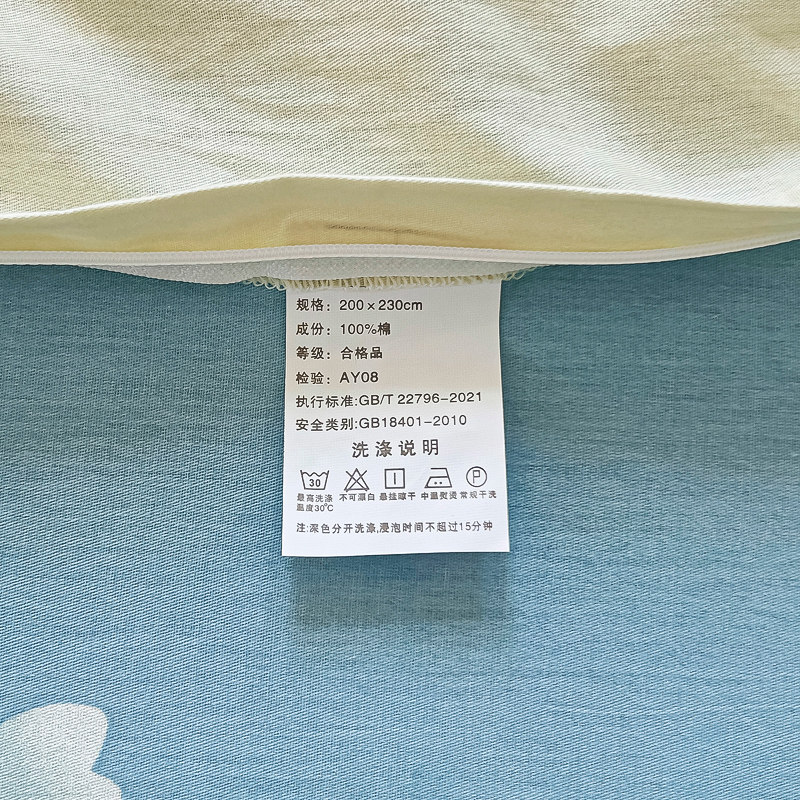 规格：200×230cm
成份：100%棉
等级：合格品
检验：AY08
执行标准:GB/T 22796-2021
安全类别:GB18401-2010
洗涤说明
30 P
最高洗涤 不可漂白 悬挂晾干 中温熨烫 常规干洗
温度30℃
注:深色分开洗涤,浸泡时间不超过15分钟